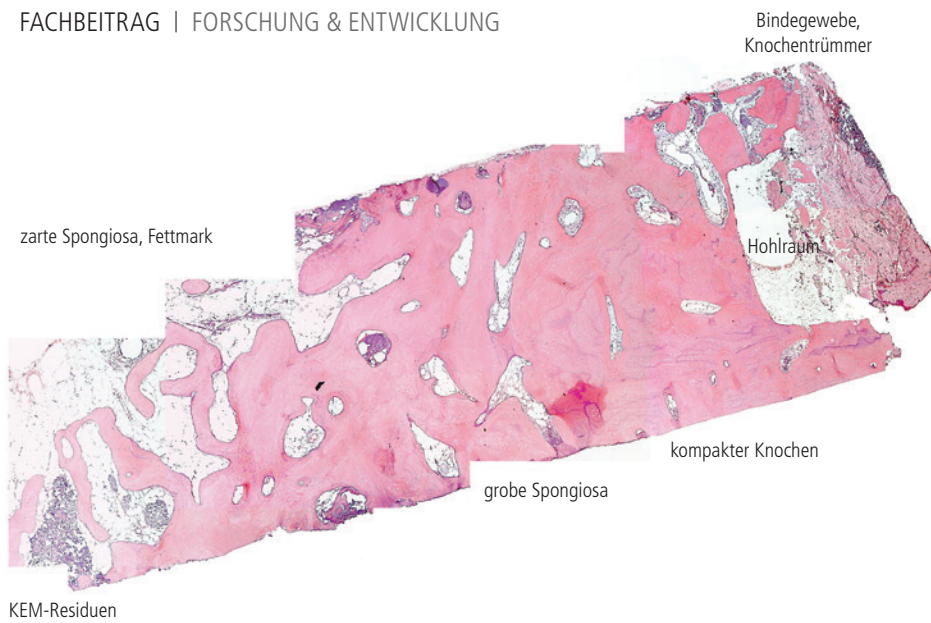 FACHBEITRAG | FORSCHUNG & ENTWICKLUNG
Bindegewebe,
Knochentrümmer
zarte Spongiosa, Fettmark
Hohlraum
kompakter Knochen
grobe Spongiosa
KEM-Residuen